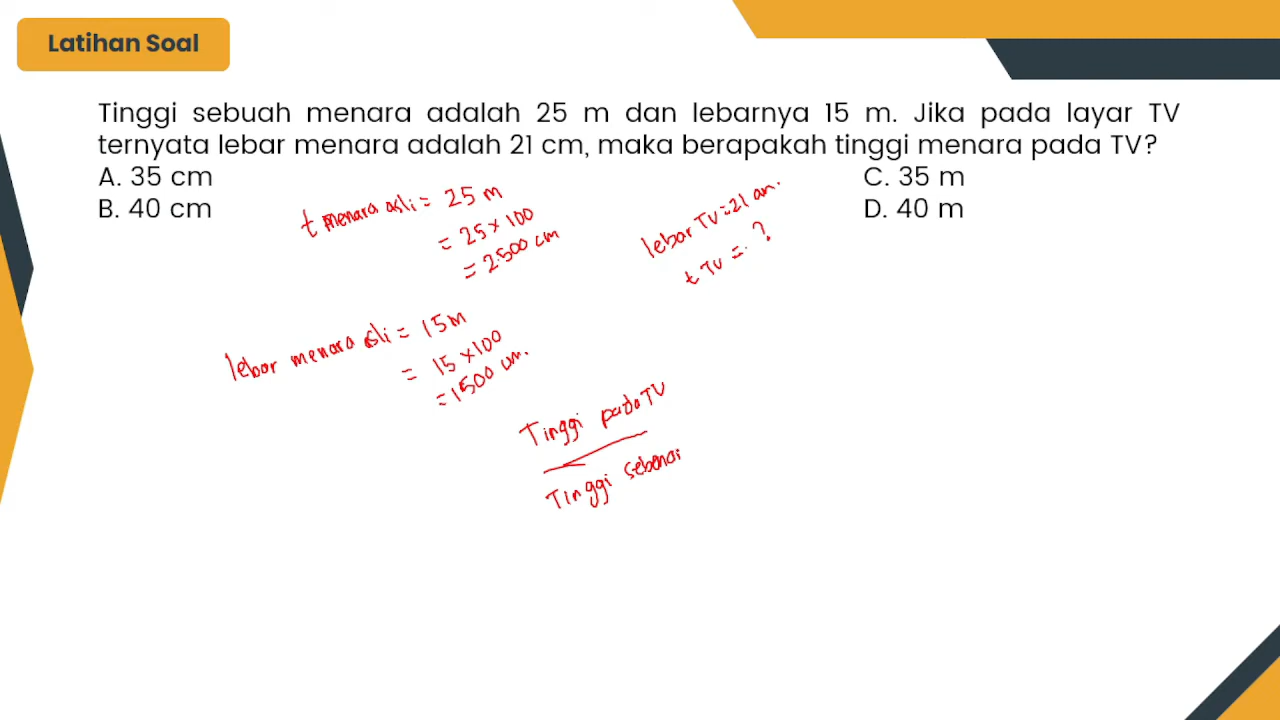 Latihan Soal
Tinggi sebuah menara adalah 25 m dan lebarnya 15 m. Jika pada layar TV
ternyata lebar menara adalah 21 cm, maka berapakah tinggi menara pada TV?
A. 35 cm
B. 40 cm
C. 35 m
D. 40 m
t menara asli = 25 m
= 25 × 100
= 2.500 cm
lebar TV = 21 cm.
t TV = . ?
lebar menara asli = 15 m
= 15 × 100
= 1500 cm.
Tinggi pada TV
Tinggi sebenar